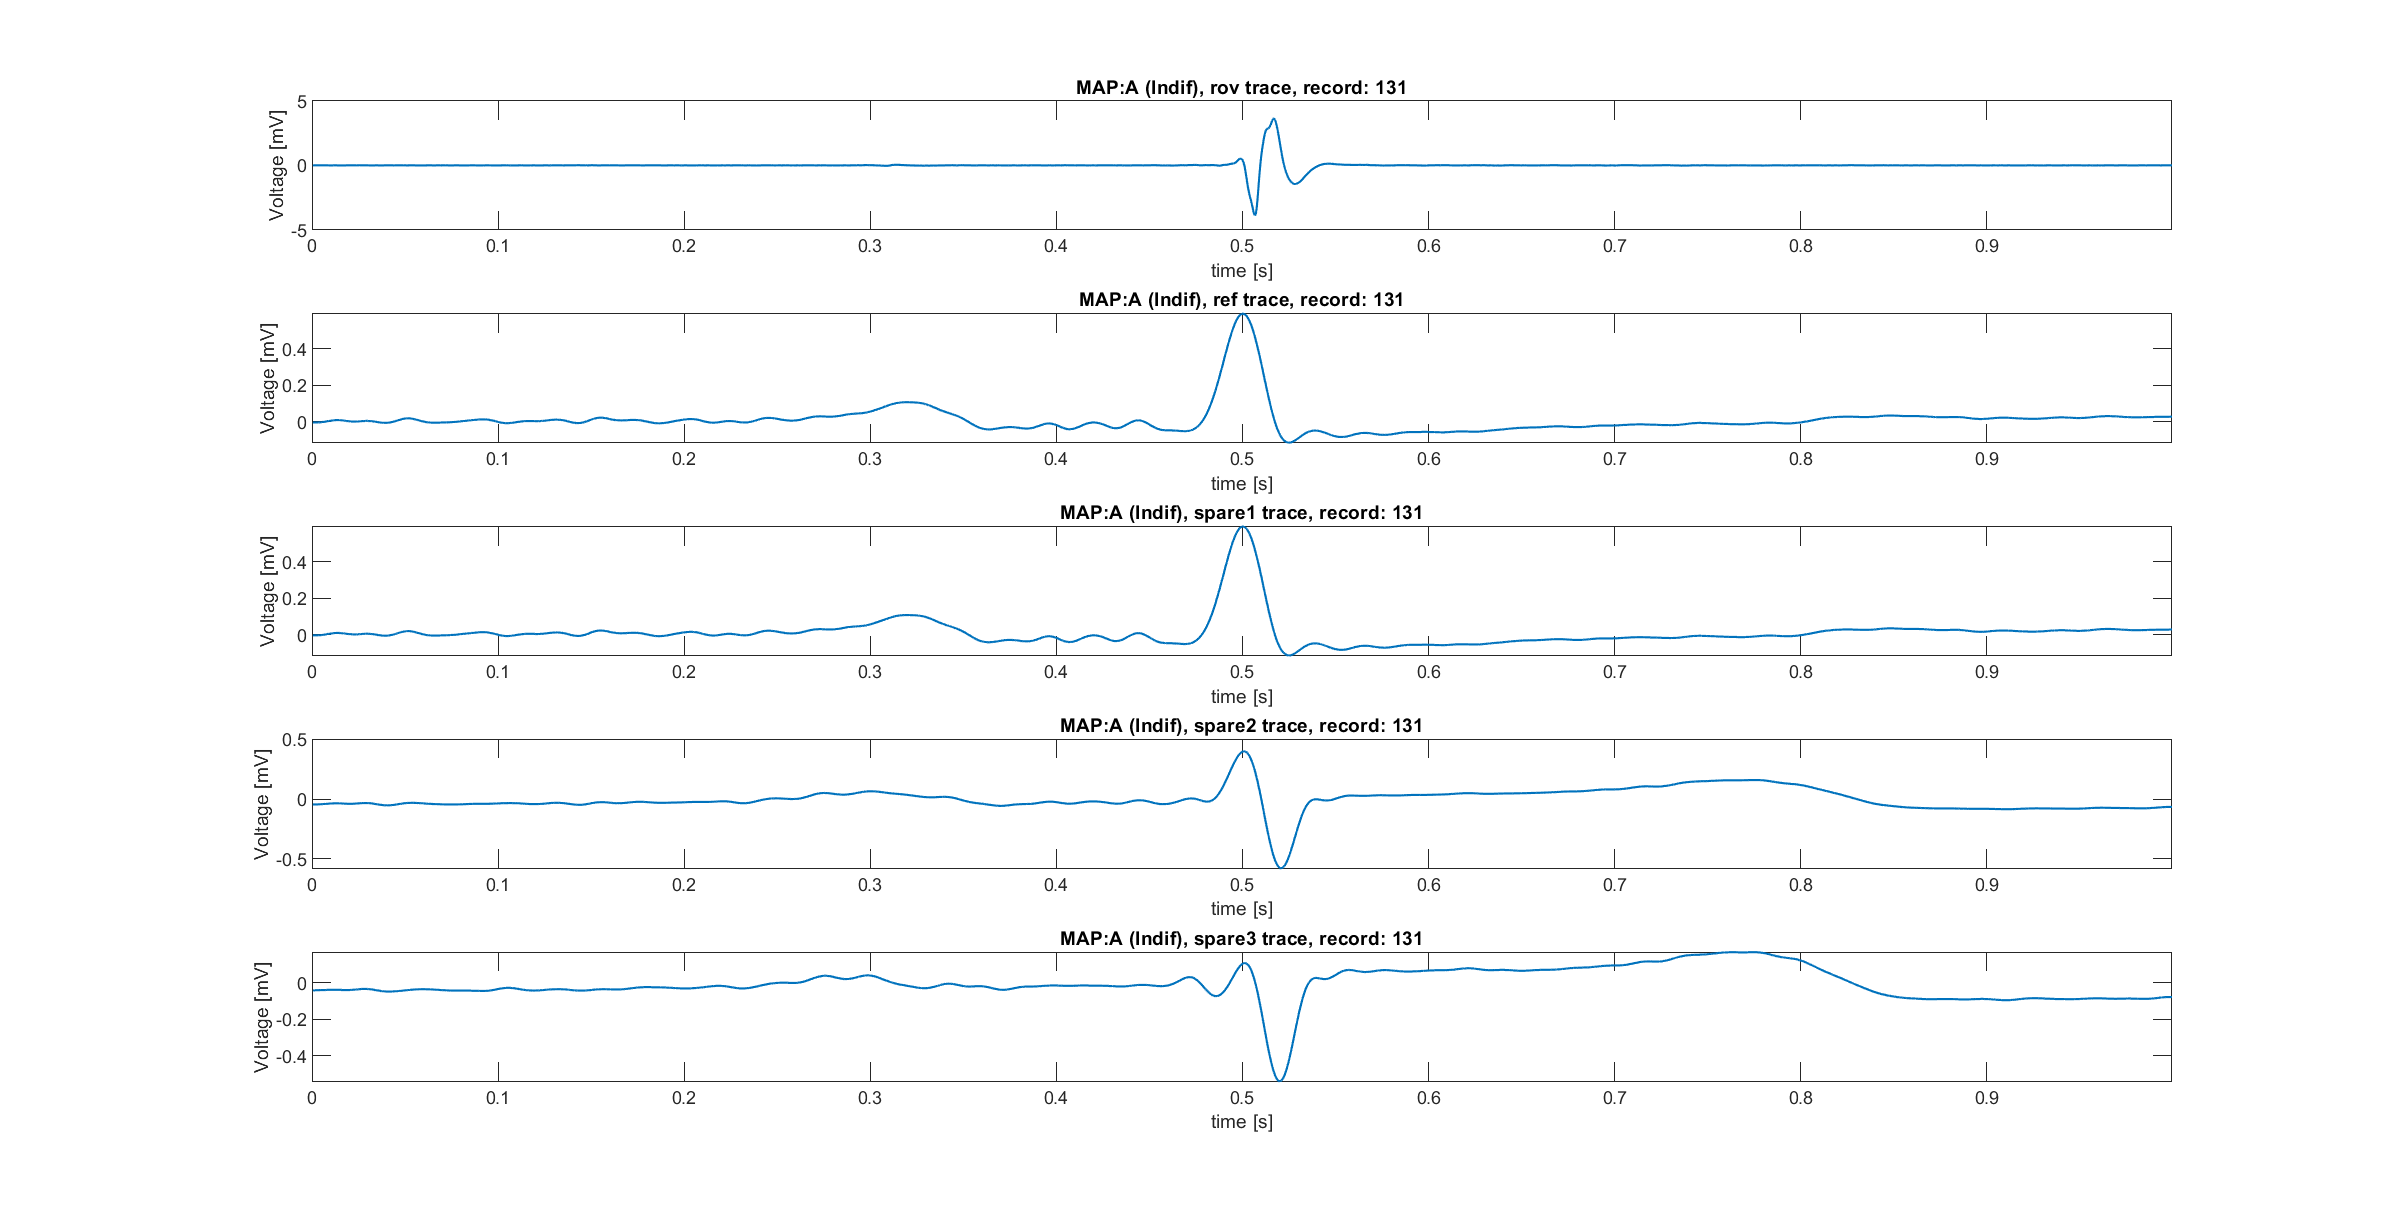 MAP:A (Indif), rov trace, record: 131
Voltage [mV]
5
0
-5
0 0.1 0.2 0.3 0.4 0.5 0.6 0.7 0.8 0.9
time [s]
MAP:A (Indif), ref trace, record: 131
Voltage [mV]
0.4
0.2
0
0 0.1 0.2 0.3 0.4 0.5 0.6 0.7 0.8 0.9
time [s]
MAP:A (Indif), spare1 trace, record: 131
Voltage [mV]
0.4
0.2
0
0 0.1 0.2 0.3 0.4 0.5 0.6 0.7 0.8 0.9
time [s]
MAP:A (Indif), spare2 trace, record: 131
Voltage [mV]
0.5
0
-0.5
0 0.1 0.2 0.3 0.4 0.5 0.6 0.7 0.8 0.9
time [s]
MAP:A (Indif), spare3 trace, record: 131
Voltage [mV]
0
-0.2
-0.4
0 0.1 0.2 0.3 0.4 0.5 0.6 0.7 0.8 0.9
time [s]